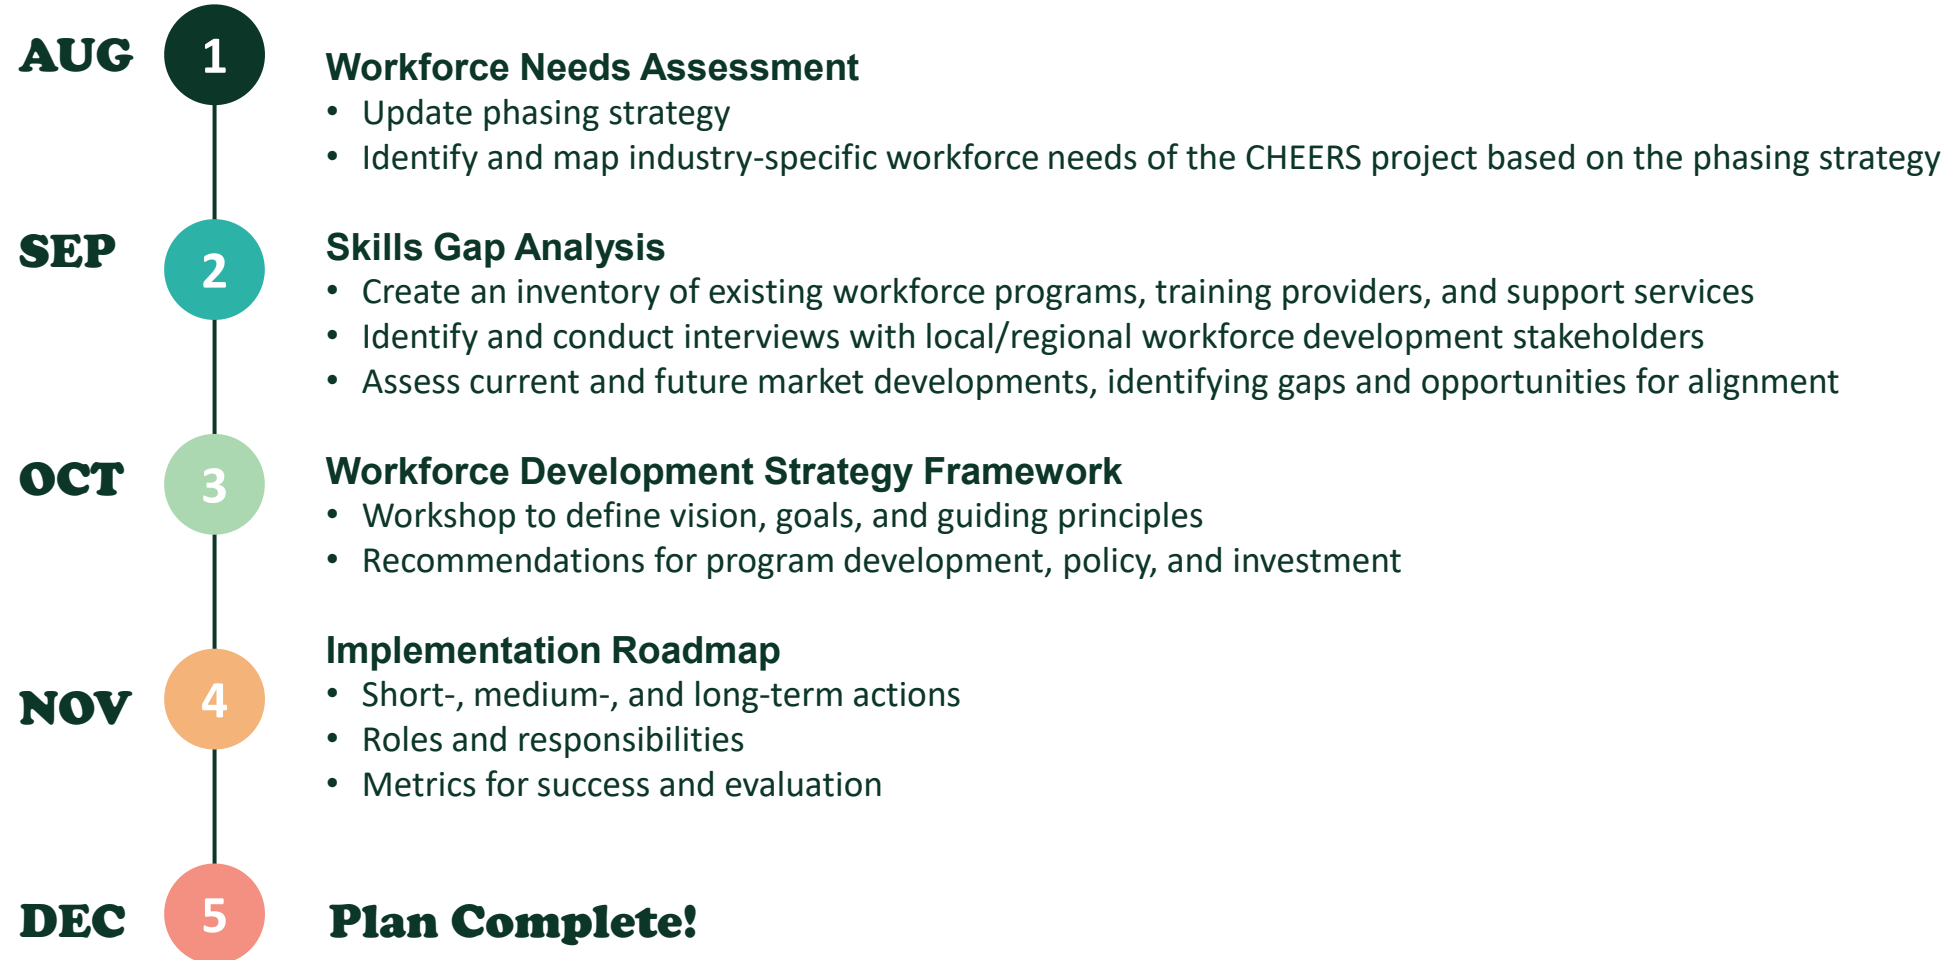 AUG
1
Workforce Needs Assessment
• Update phasing strategy
• Identify and map industry-specific workforce needs of the CHEERS project based on the phasing strategy
SEP
2
Skills Gap Analysis
• Create an inventory of existing workforce programs, training providers, and support services
• Identify and conduct interviews with local/regional workforce development stakeholders
• Assess current and future market developments, identifying gaps and opportunities for alignment
OCT
3
Workforce Development Strategy Framework
• Workshop to define vision, goals, and guiding principles
• Recommendations for program development, policy, and investment
NOV
4
Implementation Roadmap
• Short-, medium-, and long-term actions
• Roles and responsibilities
• Metrics for success and evaluation
DEC
5
Plan Complete!